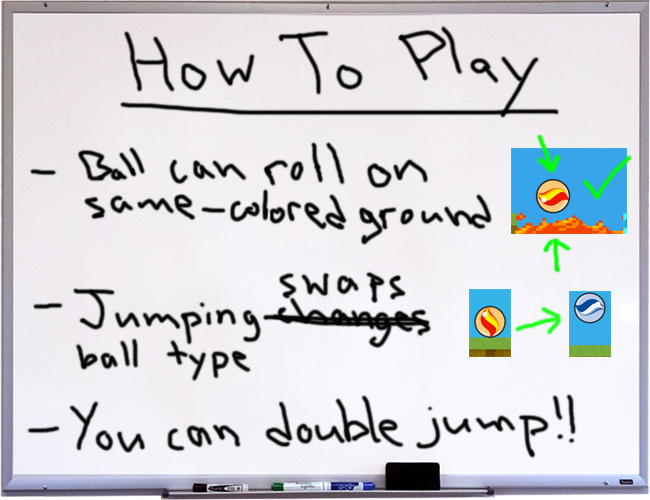 How To Play
- Ball can roll on
same-colored ground
swaps
- Jumping changes
ball type
- You can double jump!!